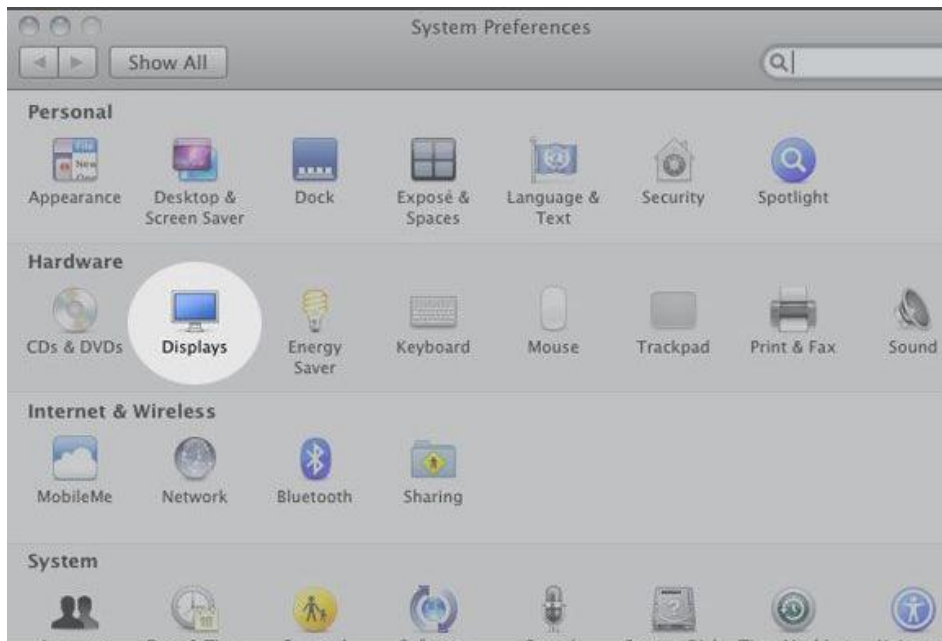 System Preferences
Show All
Personal
Appearance
Desktop & Screen Saver
Dock
Exposé & Spaces
Language & Text
Security
Spotlight
Hardware
CDs & DVDs
Displays
Energy Saver
Keyboard
Mouse
Trackpad
Print & Fax
Sound
Internet & Wireless
MobileMe
Network
Bluetooth
Sharing
System